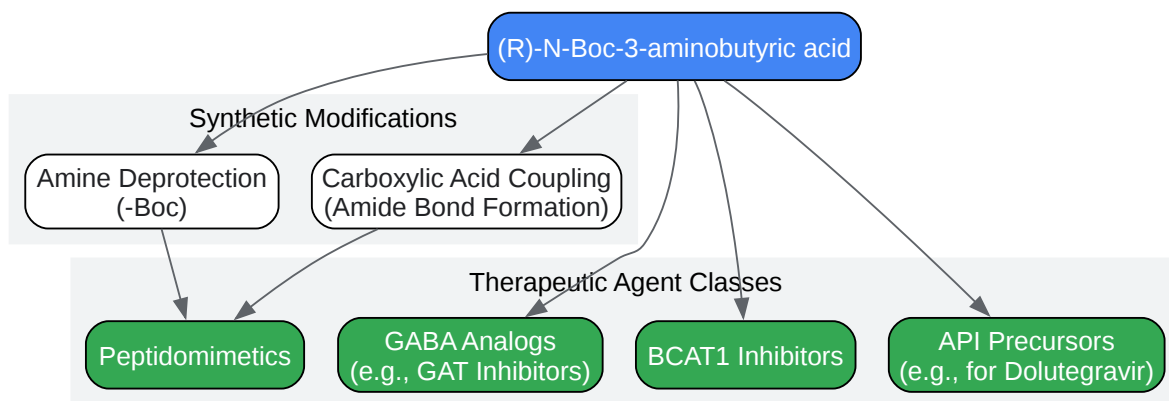 (R)-N-Boc-3-aminobutyric acid
Synthetic Modifications
Amine Deprotection
(-Boc)
Carboxylic Acid Coupling
(Amide Bond Formation)
Therapeutic Agent Classes
Peptidomimetics
GABA Analogs
(e.g., GAT Inhibitors)
BCAT1 Inhibitors
API Precursors
(e.g., for Dolutegravir)